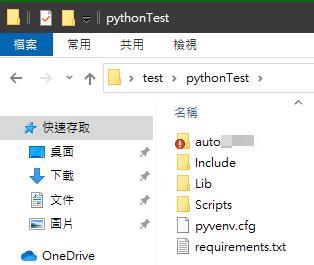 pythonTest
檔案 常用 共用 檢視
test > pythonTest >
名稱
快速存取
桌面
下載
文件
圖片
OneDrive
auto
Include
Lib
Scripts
pyvenv.cfg
requirements.txt